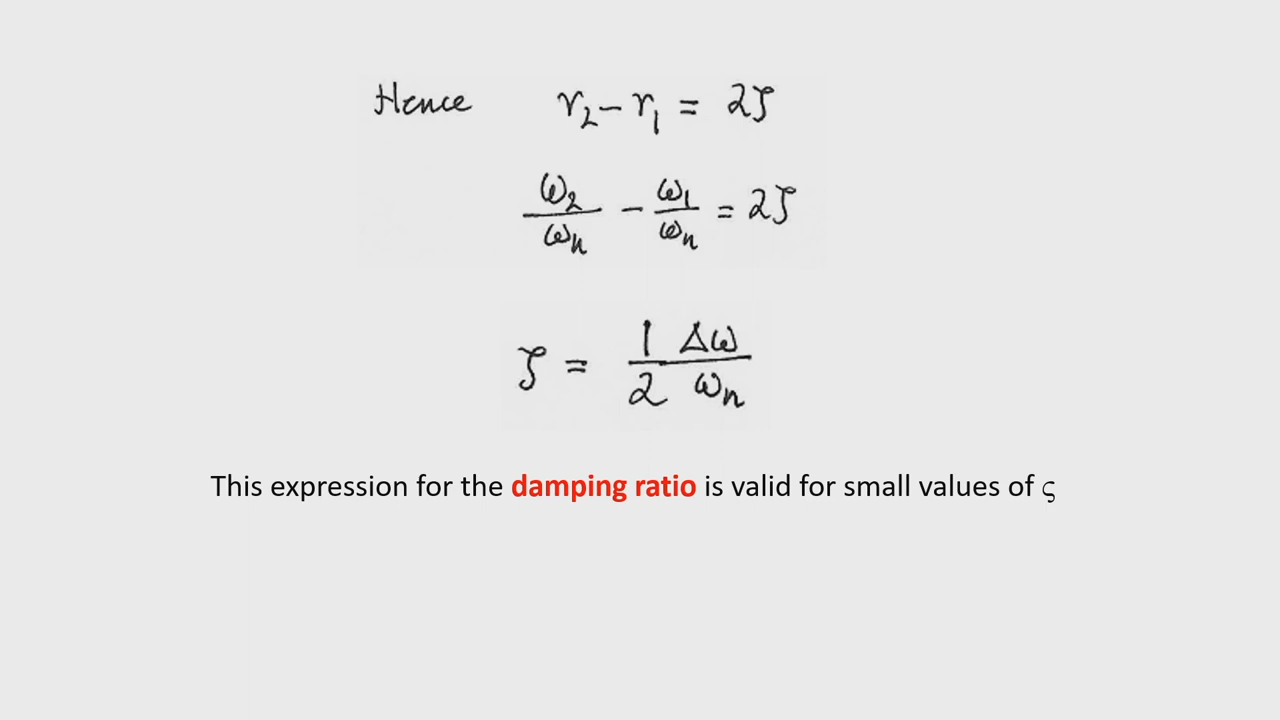 Hence r₂ − r₁ = 2ζ
ω₂/ωₙ − ω₁/ωₙ = 2ζ
ζ = 1 Δω / 2 ωₙ
This expression for the damping ratio is valid for small values of ς